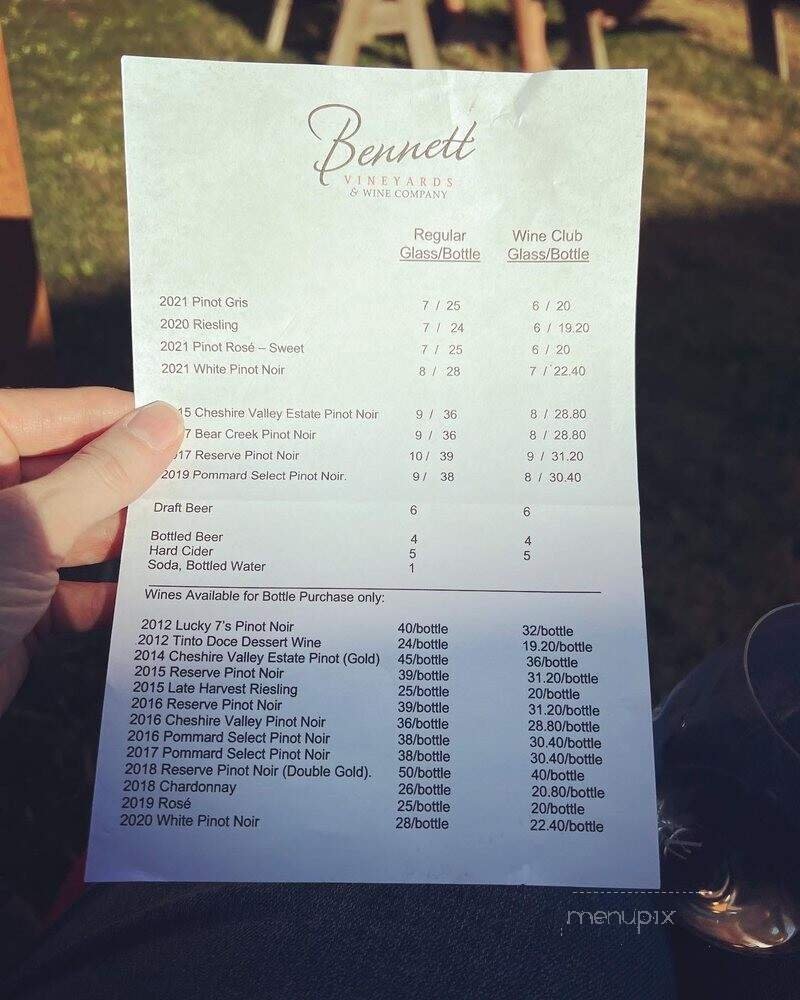 Bennett
VINEYARDS
& WINE COMPANY
Regular Wine Club
Glass/Bottle Glass/Bottle
2021 Pinot Gris 7 / 25 6 / 20
2020 Riesling 7 / 24 6 / 19.20
2021 Pinot Rosé – Sweet 7 / 25 6 / 20
2021 White Pinot Noir 8 / 28 7 / 22.40
15 Cheshire Valley Estate Pinot Noir 9 / 36 8 / 28.80
7 Bear Creek Pinot Noir 9 / 36 8 / 28.80
17 Reserve Pinot Noir 10 / 39 9 / 31.20
2019 Pommard Select Pinot Noir. 9 / 38 8 / 30.40
Draft Beer 6 6
Bottled Beer 4 4
Hard Cider 5 5
Soda, Bottled Water 1
Wines Available for Bottle Purchase only:
2012 Lucky 7's Pinot Noir 40/bottle 32/bottle
2012 Tinto Doce Dessert Wine 24/bottle 19.20/bottle
2014 Cheshire Valley Estate Pinot (Gold) 45/bottle 36/bottle
2015 Reserve Pinot Noir 39/bottle 31.20/bottle
2015 Late Harvest Riesling 25/bottle 20/bottle
2016 Reserve Pinot Noir 39/bottle 31.20/bottle
2016 Cheshire Valley Pinot Noir 36/bottle 28.80/bottle
2016 Pommard Select Pinot Noir 38/bottle 30.40/bottle
2017 Pommard Select Pinot Noir 38/bottle 30.40/bottle
2018 Reserve Pinot Noir (Double Gold). 50/bottle 40/bottle
2018 Chardonnay 26/bottle 20.80/bottle
2019 Rosé 25/bottle 20/bottle
2020 White Pinot Noir 28/bottle 22.40/bottle
menupix